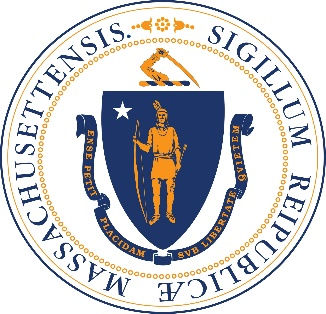 SIGILLUM REIPUBLICÆ MASSACHUSETTENSIS.
ENSE PETIT PLACIDAM SVB LIBERTATE QVIETEM